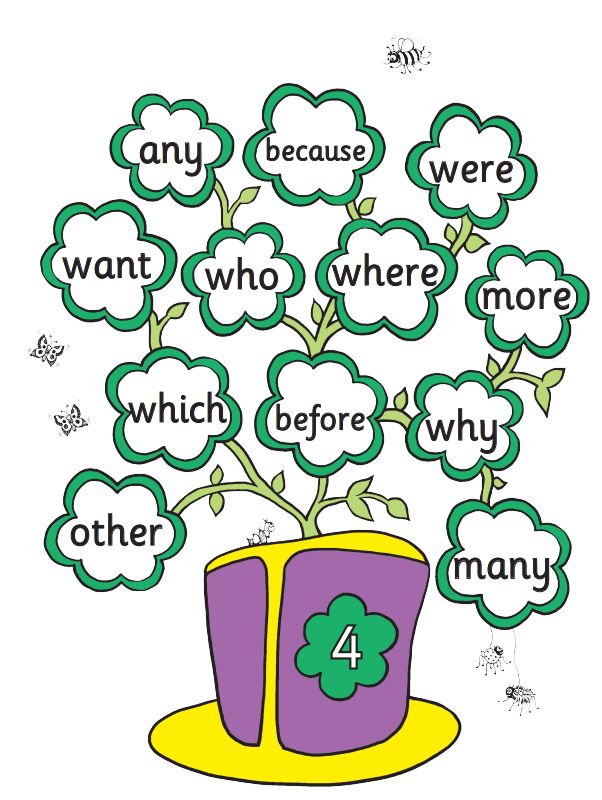 any
because
were
want
who
where
more
which
before
why
other
many
4